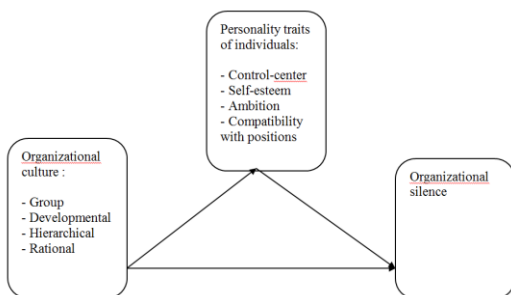 Personality traits
of individuals:
- Control-center
- Self-esteem
- Ambition
- Compatibility
with positions
Organizational
culture :
- Group
- Developmental
- Hierarchical
- Rational
Organizational
silence